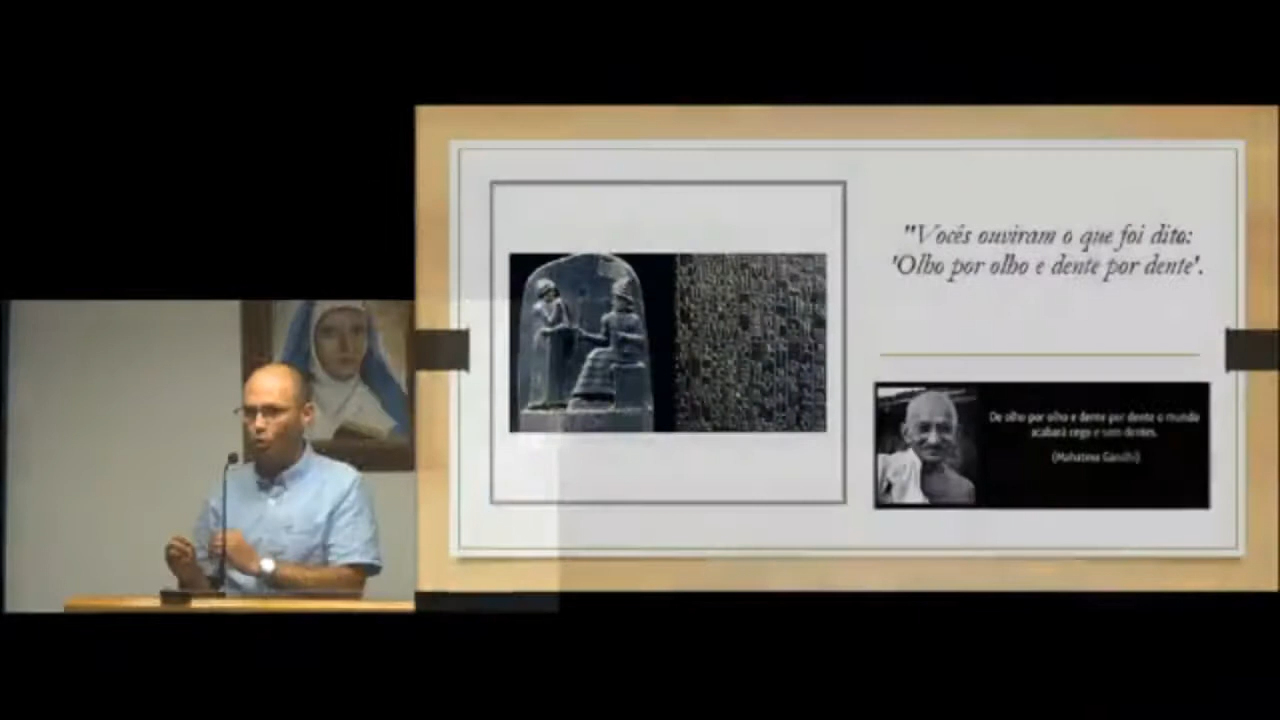 "Vocês ouviram o que foi dito:
'Olho por olho e dente por dente'.
De olho por olho e dente por dente o mundo
acabará cego e sem dentes.
(Mahatma Gandhi)